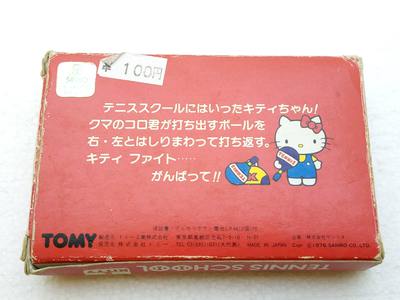 100円
テニススクールにはいったキティちゃん！
クマのコロ君が打ち出すボールを
右・左とはしりまわって打ち返す。
キティ ファイト……
がんばって!!
TENNIS
TOMY
MADE IN JAPAN
©1976 SANRIO CO., LTD.
TENNIS SCHOOL